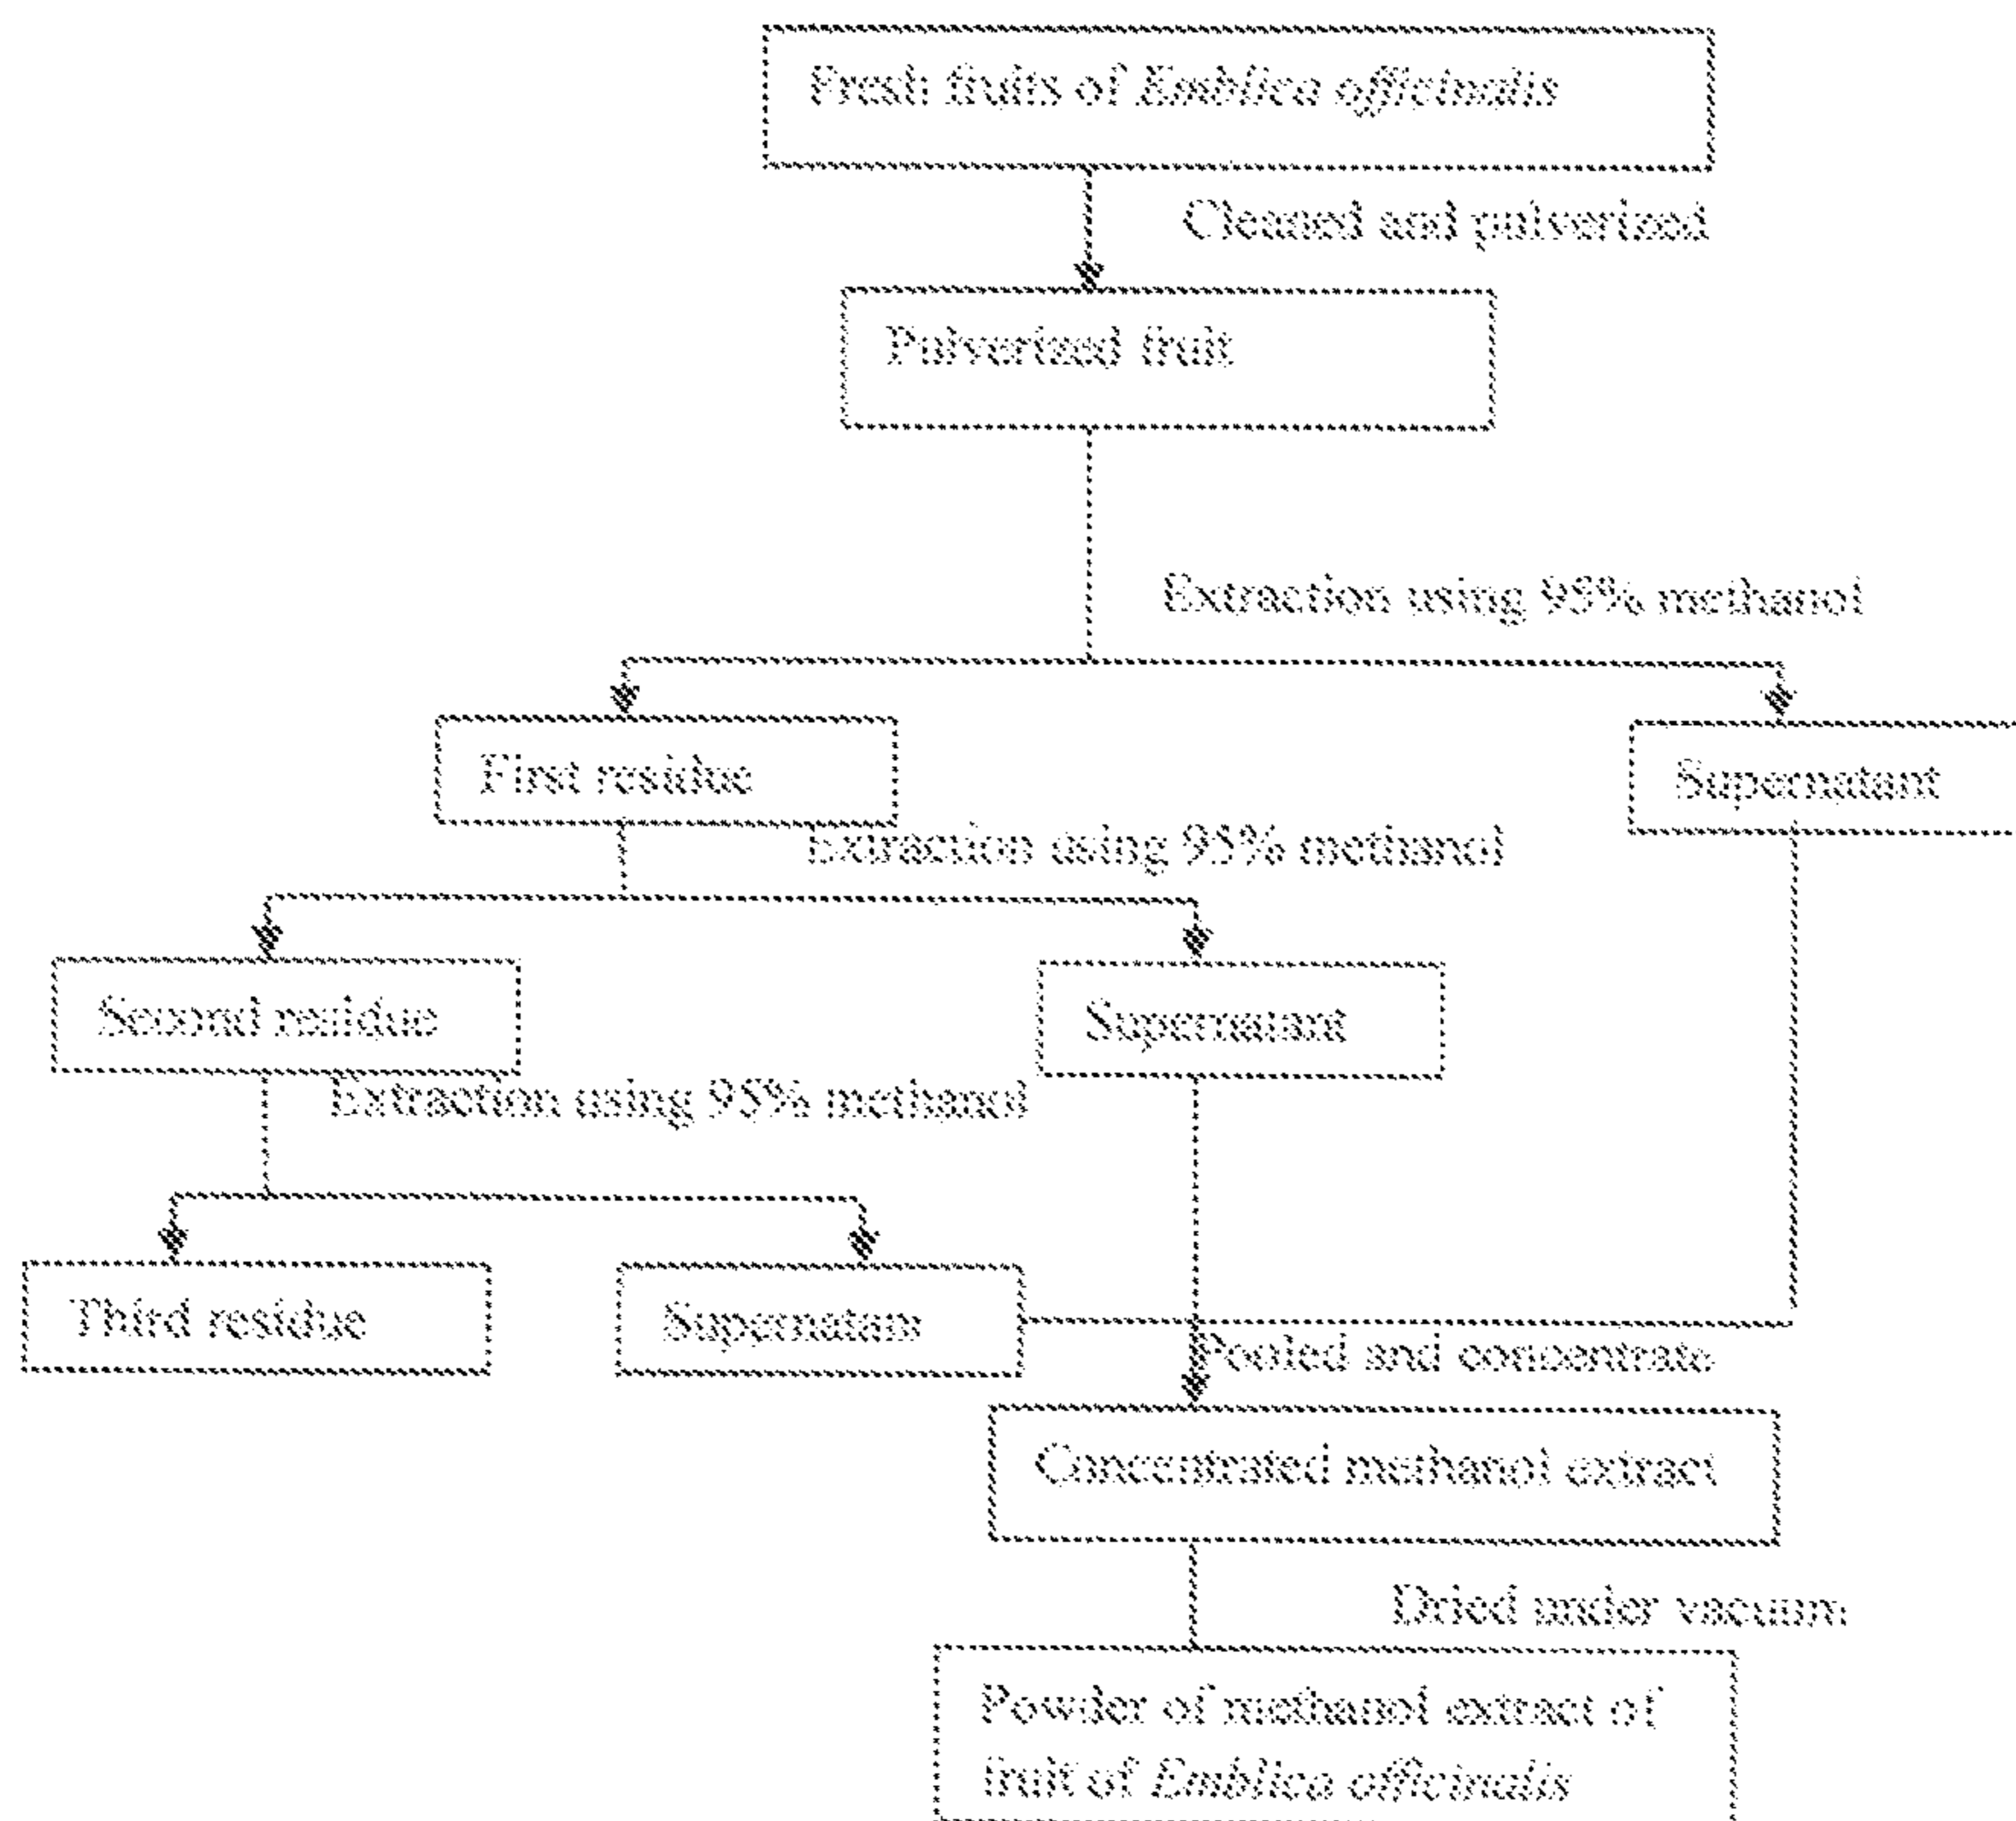 Fresh fruits of Emblica officinalis
Cleaned and pulverized
Pulverized fruit
Extraction using 95% methanol
First residue
Supernatant
Extraction using 95% methanol
Second residue
Supernatant
Extraction using 95% methanol
Third residue
Supernatant
Pooled and concentrate
Concentrated methanol extract
Dried under vacuum
Powder of methanol extract of
fruit of Emblica officinalis